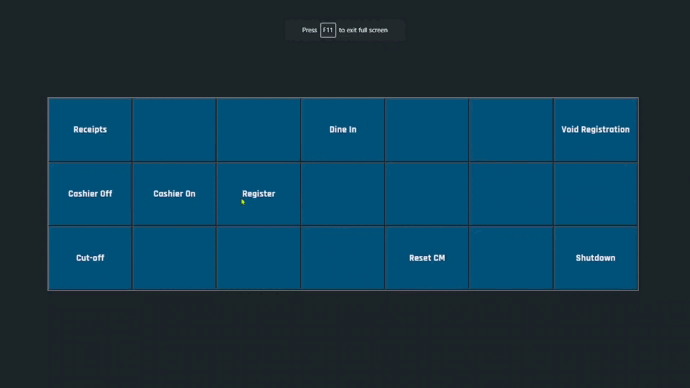 Press F11 to exit full screen
Receipts
Dine In
Void Registration
Cashier Off
Cashier On
Register
Cut-off
Reset CM
Shutdown